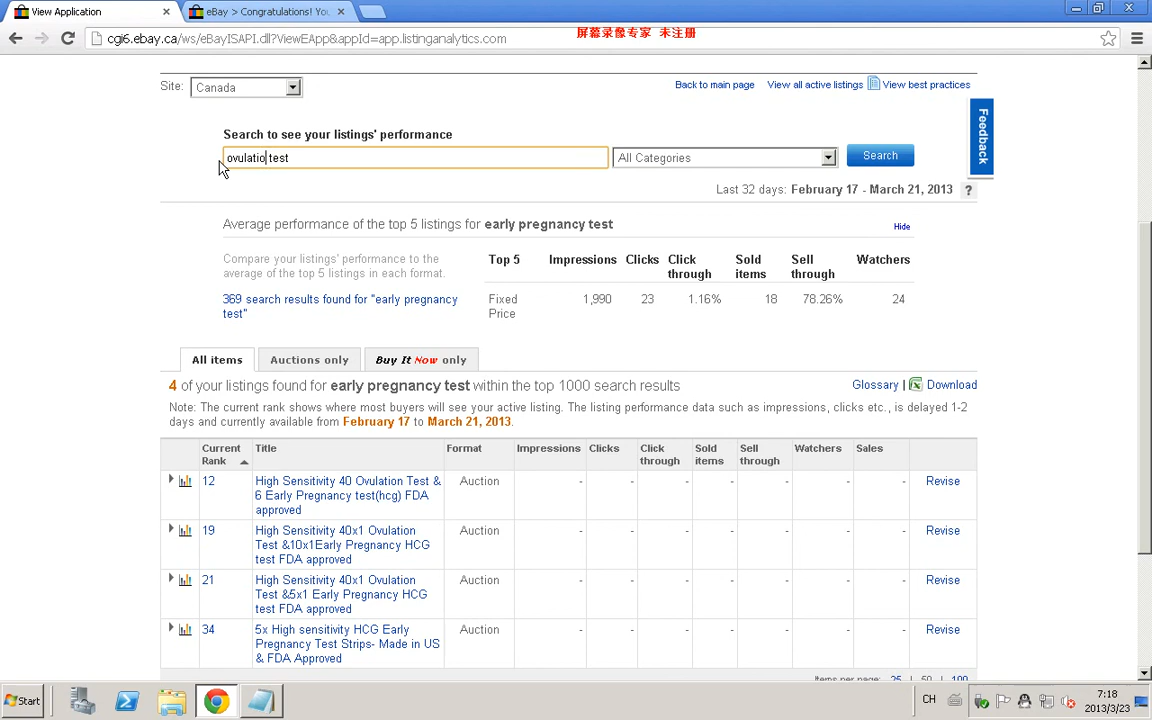 View Application
eBay > Congratulations! You
cgi6.ebay.ca/ws/eBayISAPI.dll?ViewEApp&appId=app.listinganalytics.com
屏幕录像专家 未注册
Site: Canada
Back to main page View all active listings View best practices
Feedback
Search to see your listings' performance
ovulatio test All Categories Search
Last 32 days: February 17 - March 21, 2013 ?
Average performance of the top 5 listings for early pregnancy test
Hide
Compare your listings' performance to the
average of the top 5 listings in each format.
369 search results found for "early pregnancy
test"
Top 5 Impressions Clicks Click through Sold items Sell through Watchers
Fixed Price 1,990 23 1.16% 18 78.26% 24
All items Auctions only Buy It Now only
4 of your listings found for early pregnancy test within the top 1000 search results
Glossary | Download
Note: The current rank shows where most buyers will see your active listing. The listing performance data such as impressions, clicks etc., is delayed 1-2
days and currently available from February 17 to March 21, 2013.
Current Rank Title Format Impressions Clicks Click through Sold items Sell through Watchers Sales
12 High Sensitivity 40 Ovulation Test & Auction - - - - - - - Revise
6 Early Pregnancy test(hcg) FDA
approved
19 High Sensitivity 40x1 Ovulation Auction - - - - - - - Revise
Test &10x1Early Pregnancy HCG
test FDA approved
21 High Sensitivity 40x1 Ovulation Auction - - - - - - - Revise
Test &5x1 Early Pregnancy HCG
test FDA approved
34 5x High sensitivity HCG Early Auction - - - - - - - Revise
Pregnancy Test Strips- Made in US
& FDA Approved
Items per page: 25 | 50 | 100
Start
CH
7:18
2013/3/23